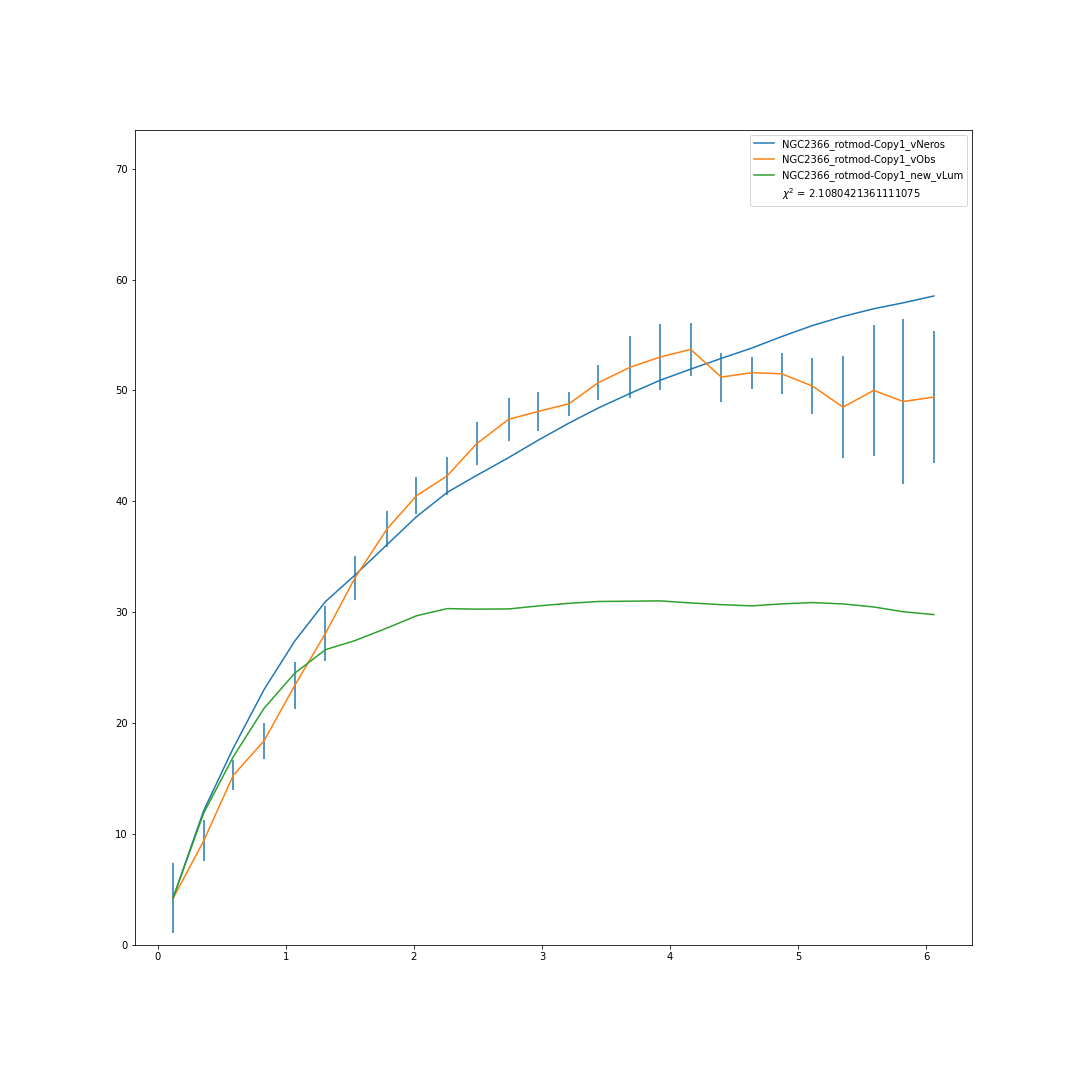 NGC2366_rotmod-Copy1_vNeros
NGC2366_rotmod-Copy1_vObs
NGC2366_rotmod-Copy1_new_vLum
χ² = 2.1080421361111075
70
60
50
40
30
20
10
0
0 1 2 3 4 5 6